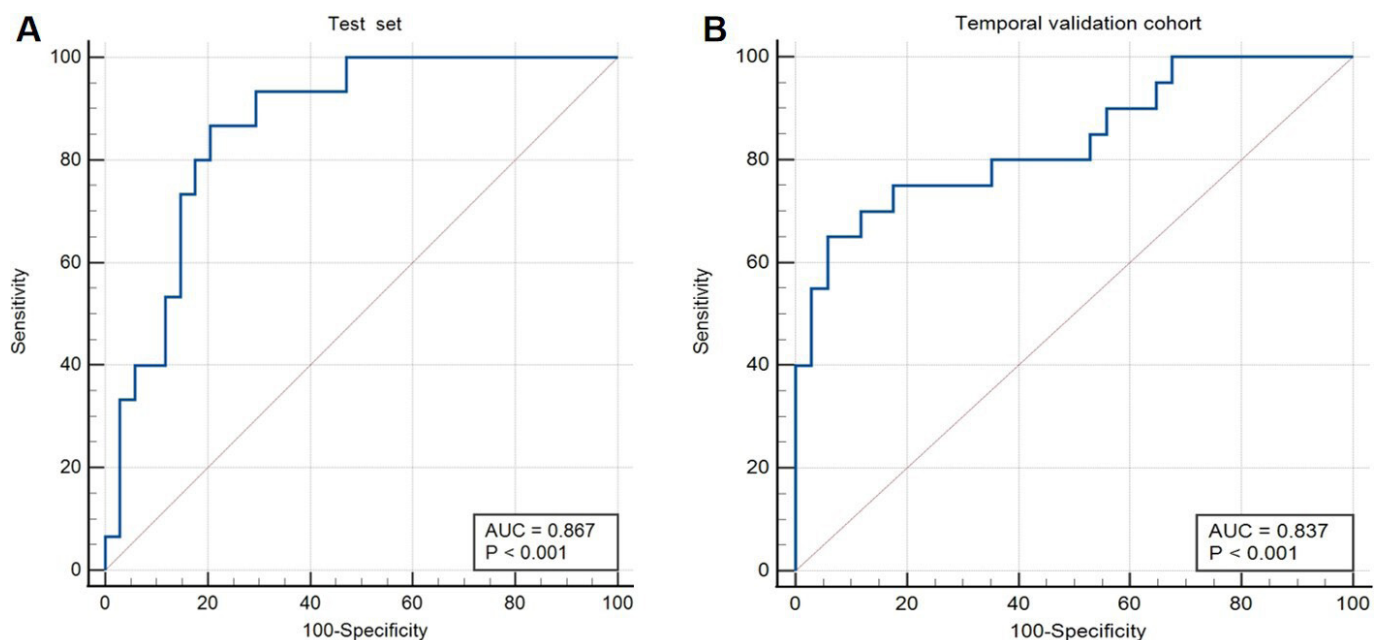 A
Test set
100
80
60
40
20
0
Sensitivity
AUC = 0.867
P < 0.001
0 20 40 60 80 100
100-Specificity
B
Temporal validation cohort
100
80
60
40
20
0
Sensitivity
AUC = 0.837
P < 0.001
0 20 40 60 80 100
100-Specificity